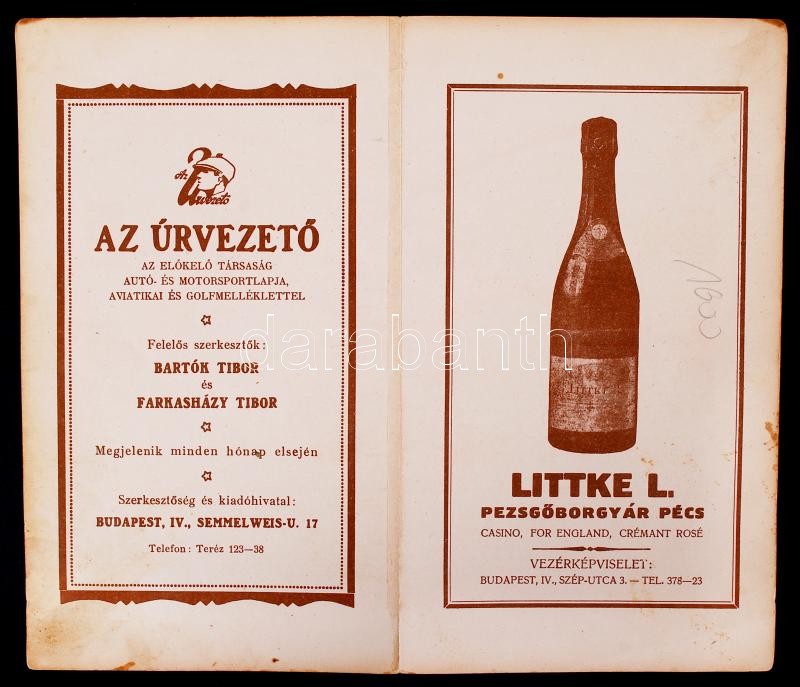 Az Úrvezető
AZ ÚRVEZETŐ
AZ ELŐKELŐ TÁRSASÁG
AUTÓ- ÉS MOTORSPORTLAPJA,
AVIATIKAI ÉS GOLFMELLÉKLETTEL
Felelős szerkesztők:
BARTÓK TIBOR
és
FARKASHÁZY TIBOR
Megjelenik minden hónap elsején
Szerkesztőség és kiadóhivatal:
BUDAPEST, IV., SEMMELWEIS-U. 17
Telefon: Teréz 123—38
darabanth
LITTKE
LITTKE L.
PEZSGŐBORGYÁR PÉCS
CASINO, FOR ENGLAND, CRÉMANT ROSÉ
VEZÉRKÉPVISELET:
BUDAPEST, IV., SZÉP-UTCA 3. — TEL. 378—23